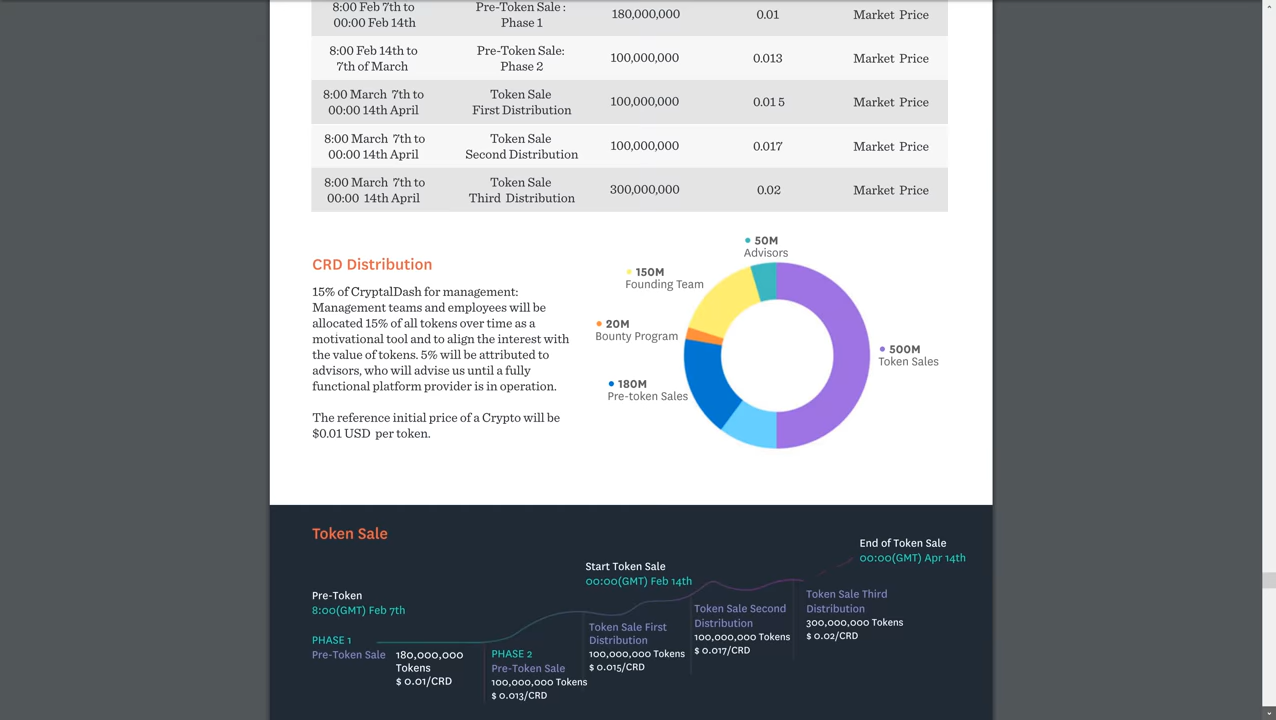 8:00 Feb 7th to
00:00 Feb 14th
Pre-Token Sale :
Phase 1
180,000,000
0.01
Market Price
8:00 Feb 14th to
7th of March
Pre-Token Sale:
Phase 2
100,000,000
0.013
Market Price
8:00 March 7th to
00:00 14th April
Token Sale
First Distribution
100,000,000
0.01 5
Market Price
8:00 March 7th to
00:00 14th April
Token Sale
Second Distribution
100,000,000
0.017
Market Price
8:00 March 7th to
00:00 14th April
Token Sale
Third Distribution
300,000,000
0.02
Market Price
CRD Distribution
15% of CryptalDash for management:
Management teams and employees will be
allocated 15% of all tokens over time as a
motivational tool and to align the interest with
the value of tokens. 5% will be attributed to
advisors, who will advise us until a fully
functional platform provider is in operation.
The reference initial price of a Crypto will be
$0.01 USD per token.
50M
Advisors
150M
Founding Team
20M
Bounty Program
180M
Pre-token Sales
500M
Token Sales
Token Sale
Pre-Token
8:00(GMT) Feb 7th
PHASE 1
Pre-Token Sale
180,000,000
Tokens
$ 0.01/CRD
PHASE 2
Pre-Token Sale
100,000,000 Tokens
$ 0.013/CRD
Start Token Sale
00:00(GMT) Feb 14th
Token Sale First
Distribution
100,000,000 Tokens
$ 0.015/CRD
Token Sale Second
Distribution
100,000,000 Tokens
$ 0.017/CRD
End of Token Sale
00:00(GMT) Apr 14th
Token Sale Third
Distribution
300,000,000 Tokens
$ 0.02/CRD